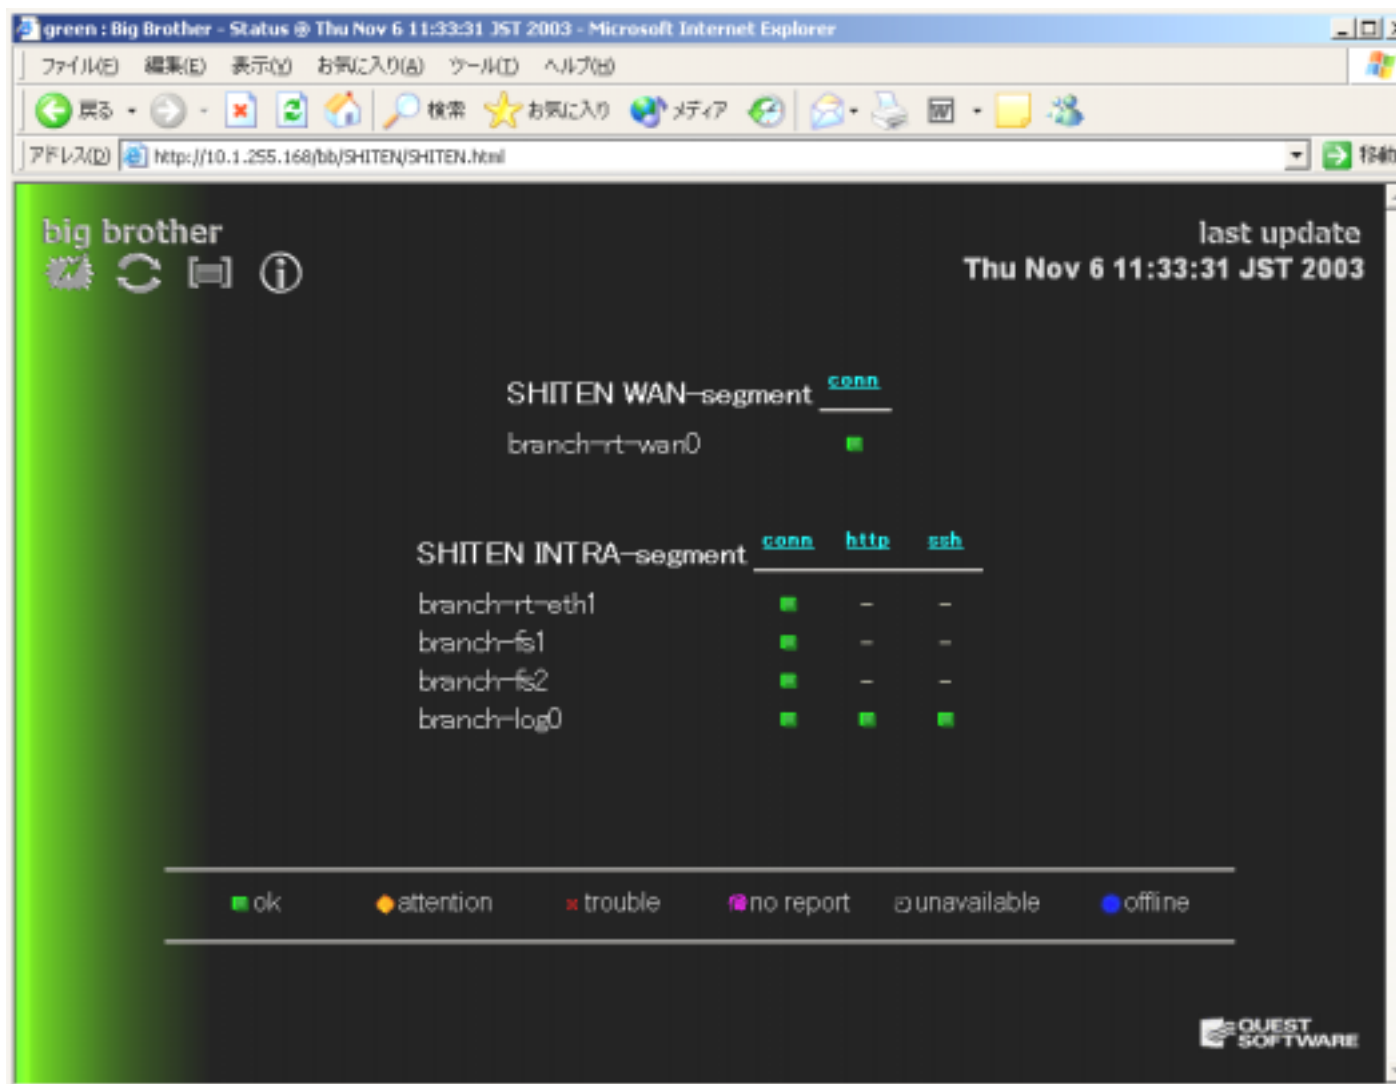 green : Big Brother - Status @ Thu Nov 6 11:33:31 JST 2003 - Microsoft Internet Explorer
ファイル(F) 編集(E) 表示(V) お気に入り(A) ツール(T) ヘルプ(H)
戻る 検索 お気に入り メディア
アドレス(D) http://10.1.255.168/bb/SHITEN/SHITEN.html 移動
big brother
last update
Thu Nov 6 11:33:31 JST 2003
SHITEN WAN-segment conn
branch-rt-wan0
SHITEN INTRA-segment conn http ssh
branch-rt-eth1 - -
branch-fs1 - -
branch-fs2 - -
branch-log0
ok attention trouble no report unavailable offline
QUEST
SOFTWARE